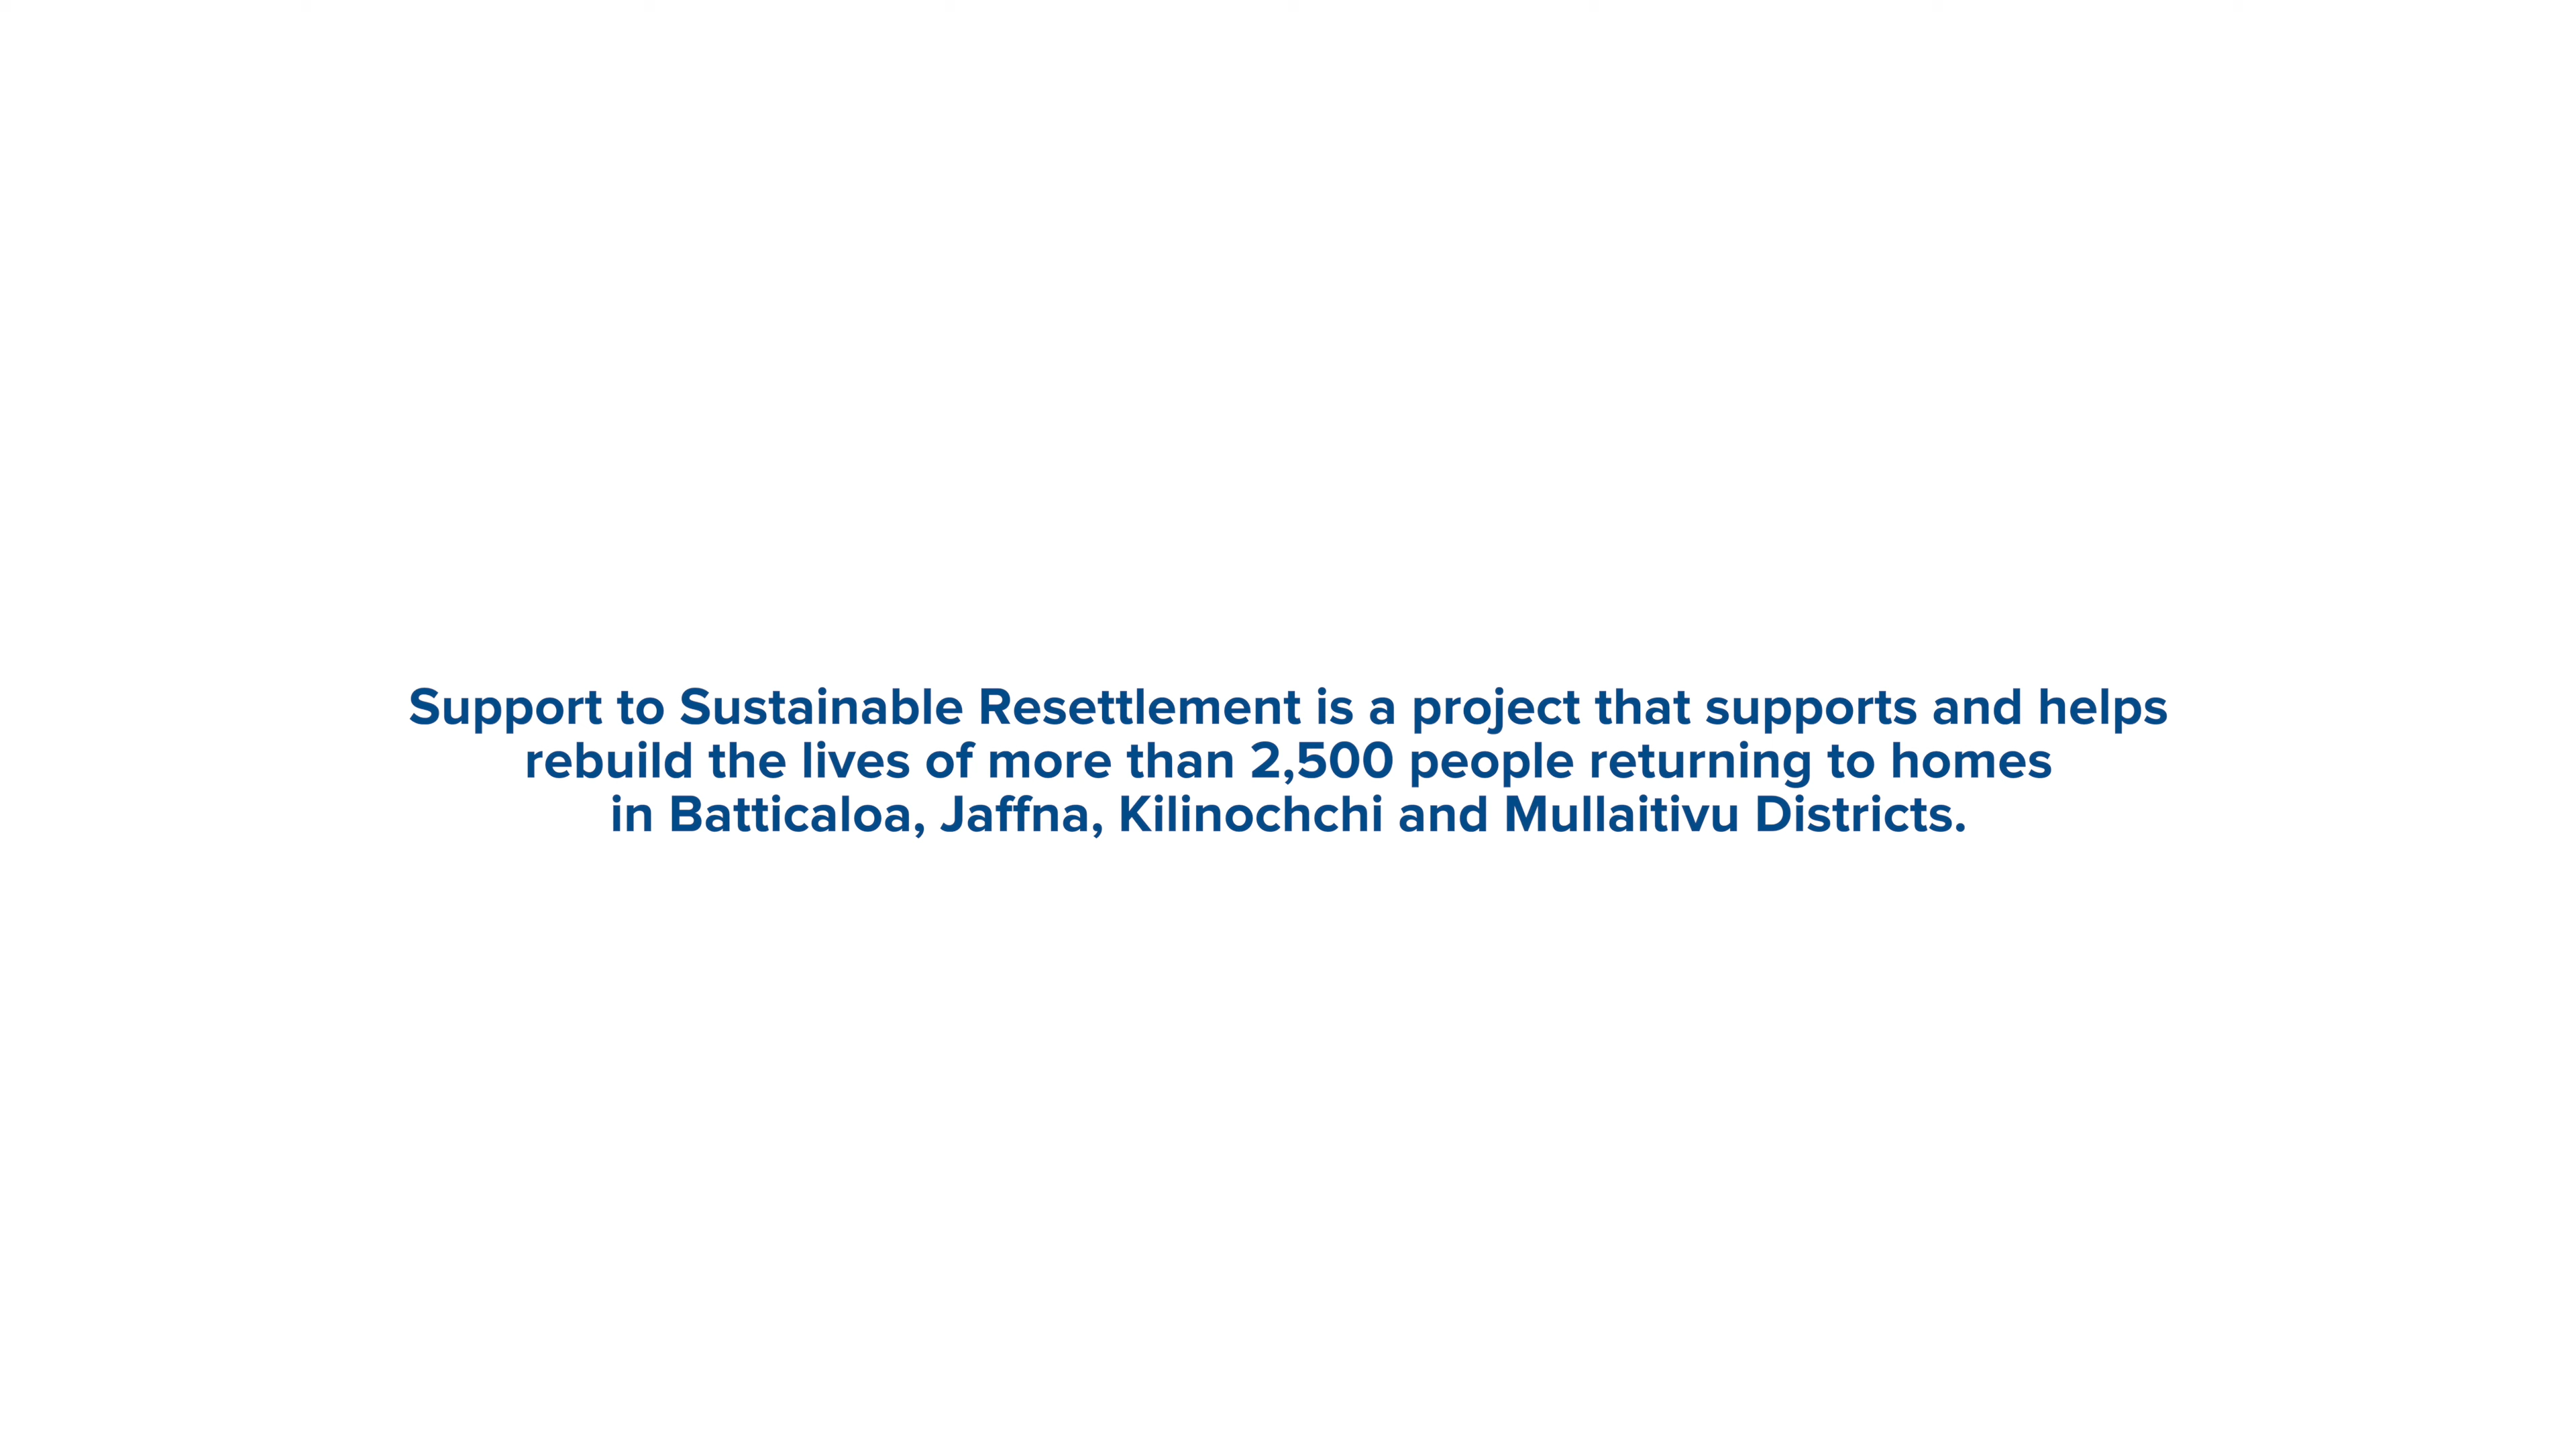 Support to Sustainable Resettlement is a project that supports and helps
rebuild the lives of more than 2,500 people returning to homes
in Batticaloa, Jaffna, Kilinochchi and Mullaitivu Districts.